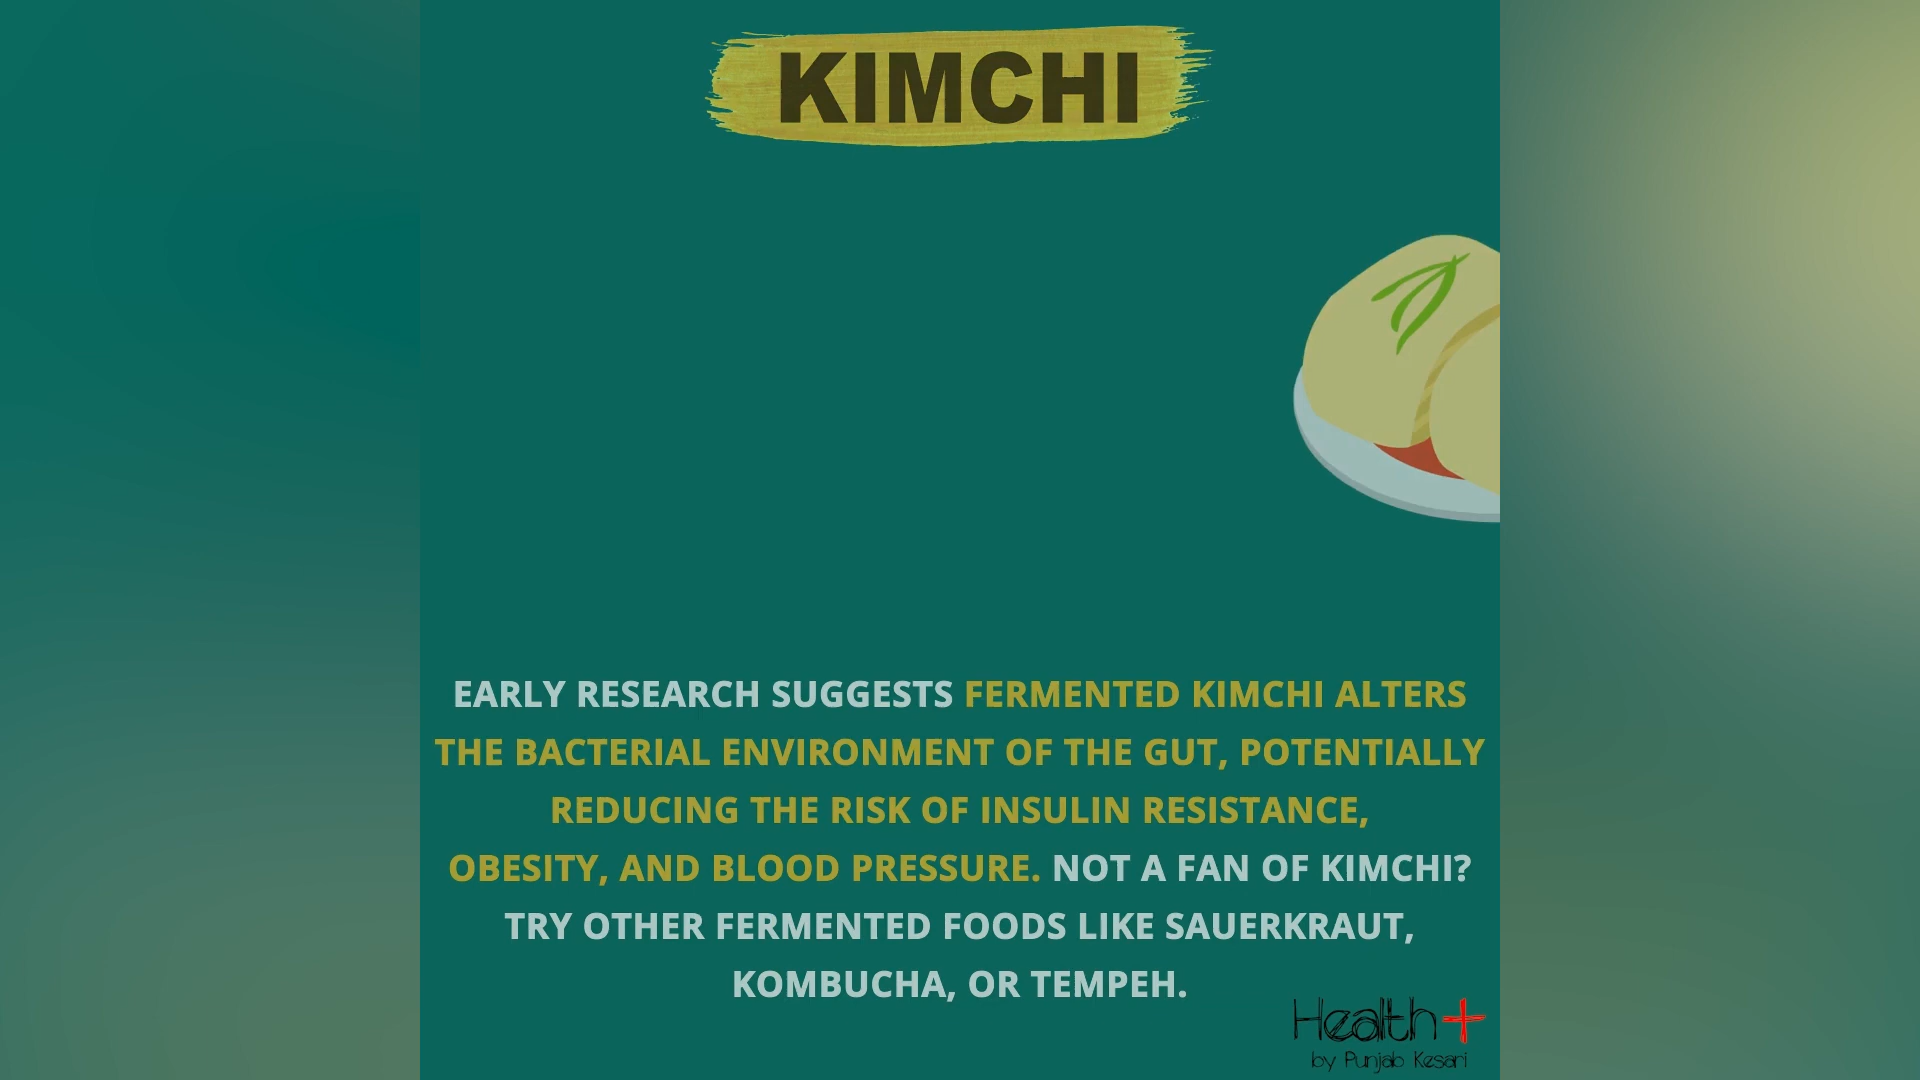 KIMCHI
EARLY RESEARCH SUGGESTS FERMENTED KIMCHI ALTERS
THE BACTERIAL ENVIRONMENT OF THE GUT, POTENTIALLY
REDUCING THE RISK OF INSULIN RESISTANCE,
OBESITY, AND BLOOD PRESSURE. NOT A FAN OF KIMCHI?
TRY OTHER FERMENTED FOODS LIKE SAUERKRAUT,
KOMBUCHA, OR TEMPEH.
Health+
by Punjab Kesari